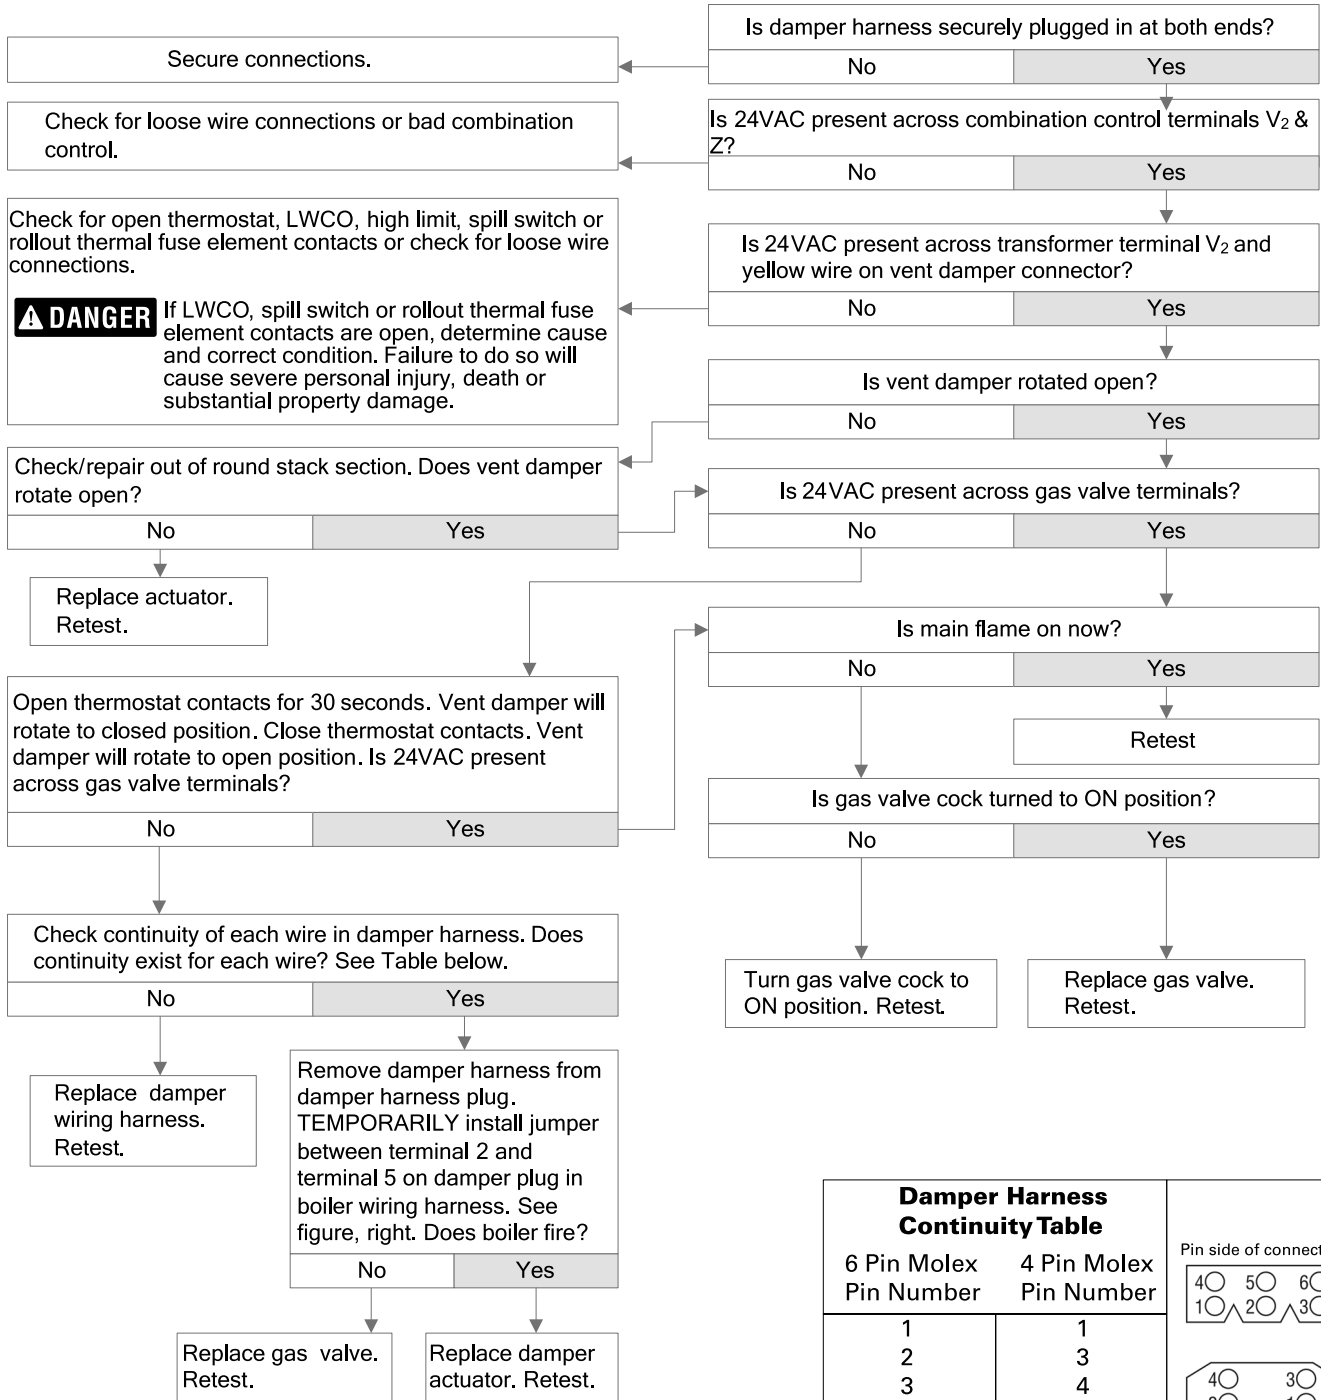 Is damper harness securely plugged in at both ends?
No
Yes
Secure connections.
Is 24VAC present across combination control terminals V2 &
Z?
No
Yes
Check for loose wire connections or bad combination
control.
Is 24VAC present across transformer terminal V2 and
yellow wire on vent damper connector?
No
Yes
Check for open thermostat, LWCO, high limit, spill switch or
rollout thermal fuse element contacts or check for loose wire
connections.
DANGER
If LWCO, spill switch or rollout thermal fuse
element contacts are open, determine cause
and correct condition. Failure to do so will
cause severe personal injury, death or
substantial property damage.
Is vent damper rotated open?
No
Yes
Check/repair out of round stack section. Does vent damper
rotate open?
No
Yes
Replace actuator.
Retest.
Is 24VAC present across gas valve terminals?
No
Yes
Open thermostat contacts for 30 seconds. Vent damper will
rotate to closed position. Close thermostat contacts. Vent
damper will rotate to open position. Is 24VAC present
across gas valve terminals?
No
Yes
Is main flame on now?
No
Yes
Retest
Is gas valve cock turned to ON position?
No
Yes
Turn gas valve cock to
ON position. Retest.
Replace gas valve.
Retest.
Check continuity of each wire in damper harness. Does
continuity exist for each wire? See Table below.
No
Yes
Replace damper
wiring harness.
Retest.
Remove damper harness from
damper harness plug.
TEMPORARILY install jumper
between terminal 2 and
terminal 5 on damper plug in
boiler wiring harness. See
figure, right. Does boiler fire?
No
Yes
Replace gas valve.
Retest.
Replace damper
actuator. Retest.
Damper Harness
Continuity Table
6 Pin Molex 4 Pin Molex
Pin Number Pin Number
1 1
2 3
3 4
Pin side of
4 5 6
1 2 3
4 3